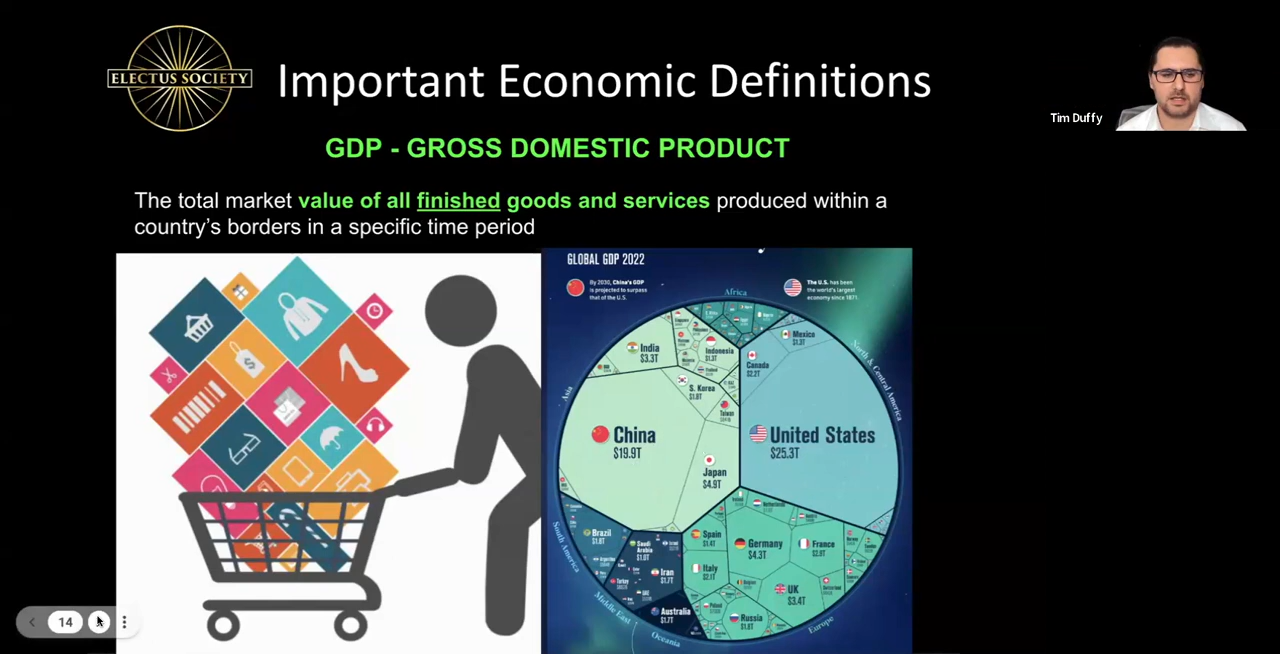 ELECTUS SOCIETY
Important Economic Definitions
Tim Duffy
GDP - GROSS DOMESTIC PRODUCT
The total market value of all finished goods and services produced within a
country’s borders in a specific time period
GLOBAL GDP 2022
By 2030, China's GDP
is projected to surpass
that of the U.S.
The U.S. has been
the world's largest
economy since 1871.
Africa
Asia
North & Central America
India
$3.3T
Indonesia
$1.3T
Mexico
$1.3T
Canada
$2.2T
S. Korea
$1.8T
Taiwan
China
$19.9T
United States
$25.3T
Japan
$4.9T
South America
Brazil
$1.8T
Saudi
Arabia
$1.0T
Iran
$1.7T
Turkey
Middle East
Australia
$1.7T
Oceania
Spain
$1.4T
Italy
$2.1T
Netherlands
Germany
$4.3T
France
$2.9T
UK
$3.4T
Poland
Russia
$1.8T
Europe
14